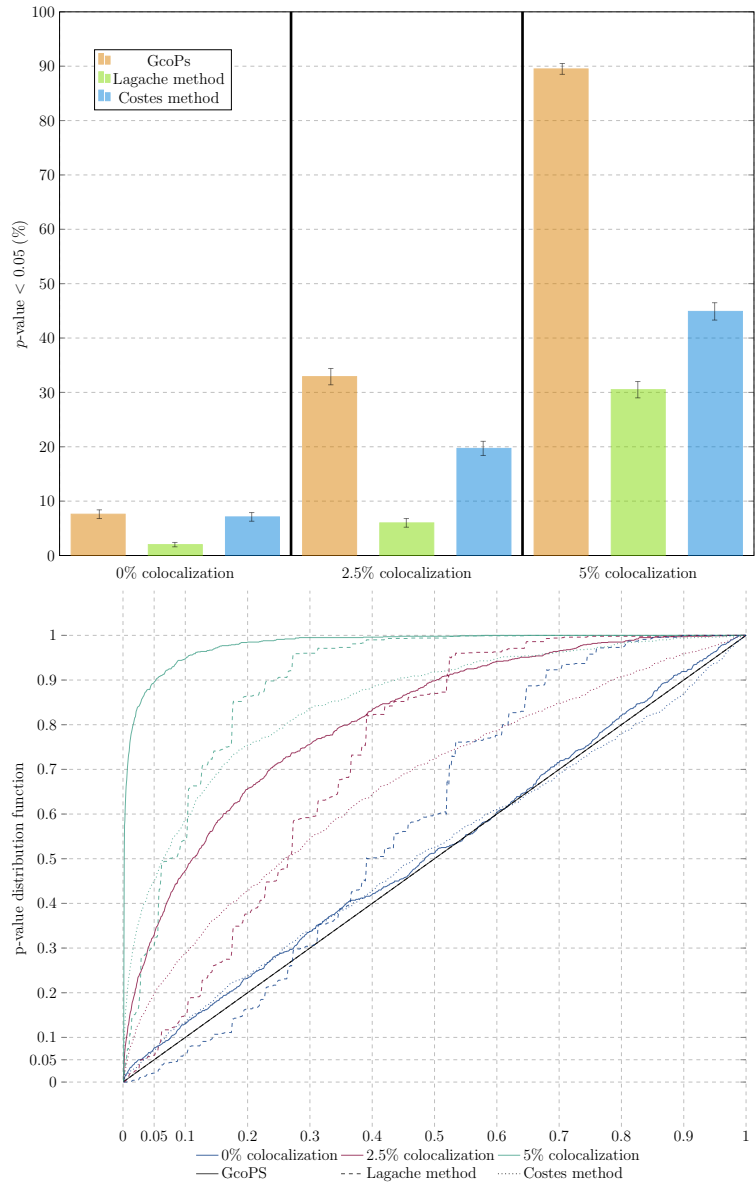 100
90
80
70
60
50
40
30
20
10
0
p-value < 0.05 (%)
GcoPs
Lagache method
Costes method
0% colocalization
2.5% colocalization
5% colocalization
1
0.9
0.8
0.7
0.6
0.5
0.4
0.3
0.2
0.1
0.05
0
p-value distribution function
0 0.05 0.1 0.2 0.3 0.4 0.5 0.6 0.7 0.8 0.9 1
0% colocalization 2.5% colocalization 5% colocalization
GcoPS Lagache method Costes method